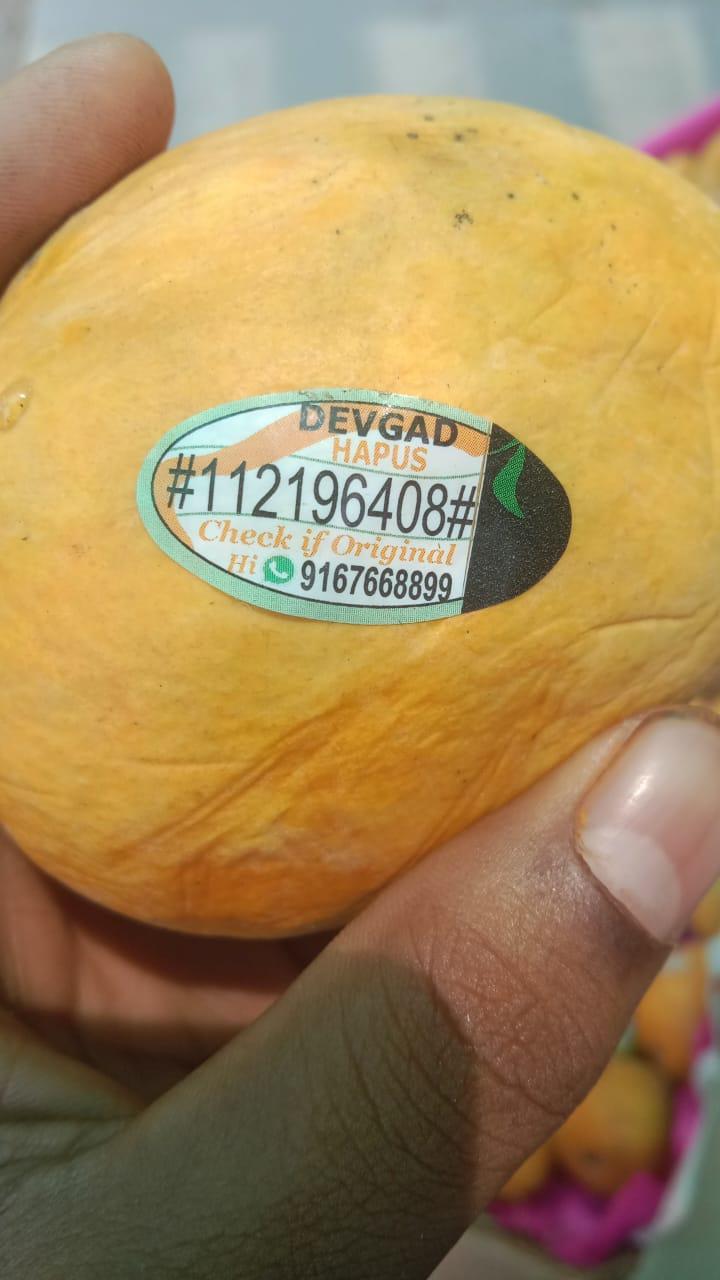 DEVGAD
HAPUS
#112196408#
Check if Original
Hi 9167668899